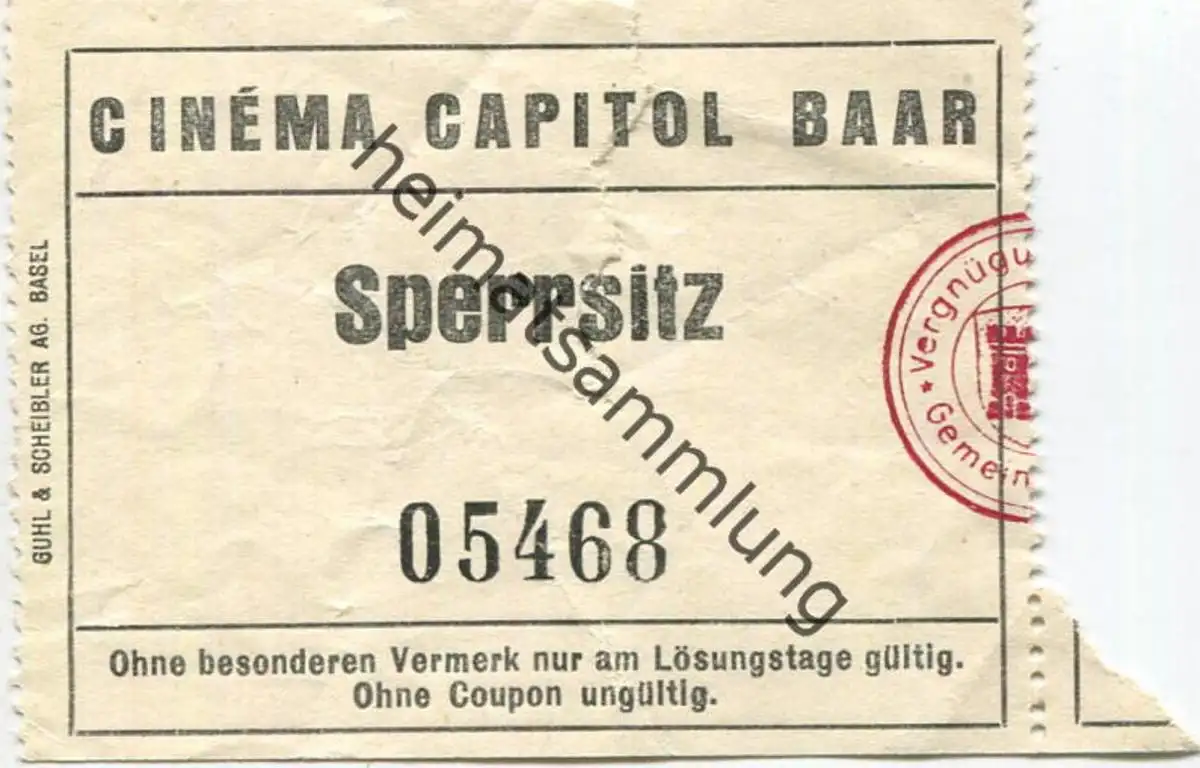 CINÉMA CAPITOL BAAR
Sperrsitz
05468
Ohne besonderen Vermerk nur am Lösungstage gültig.
Ohne Coupon ungültig.
GUHL & SCHEIBLER AG. BASEL
★ Vergnügu
Gemein
heimatsammlung